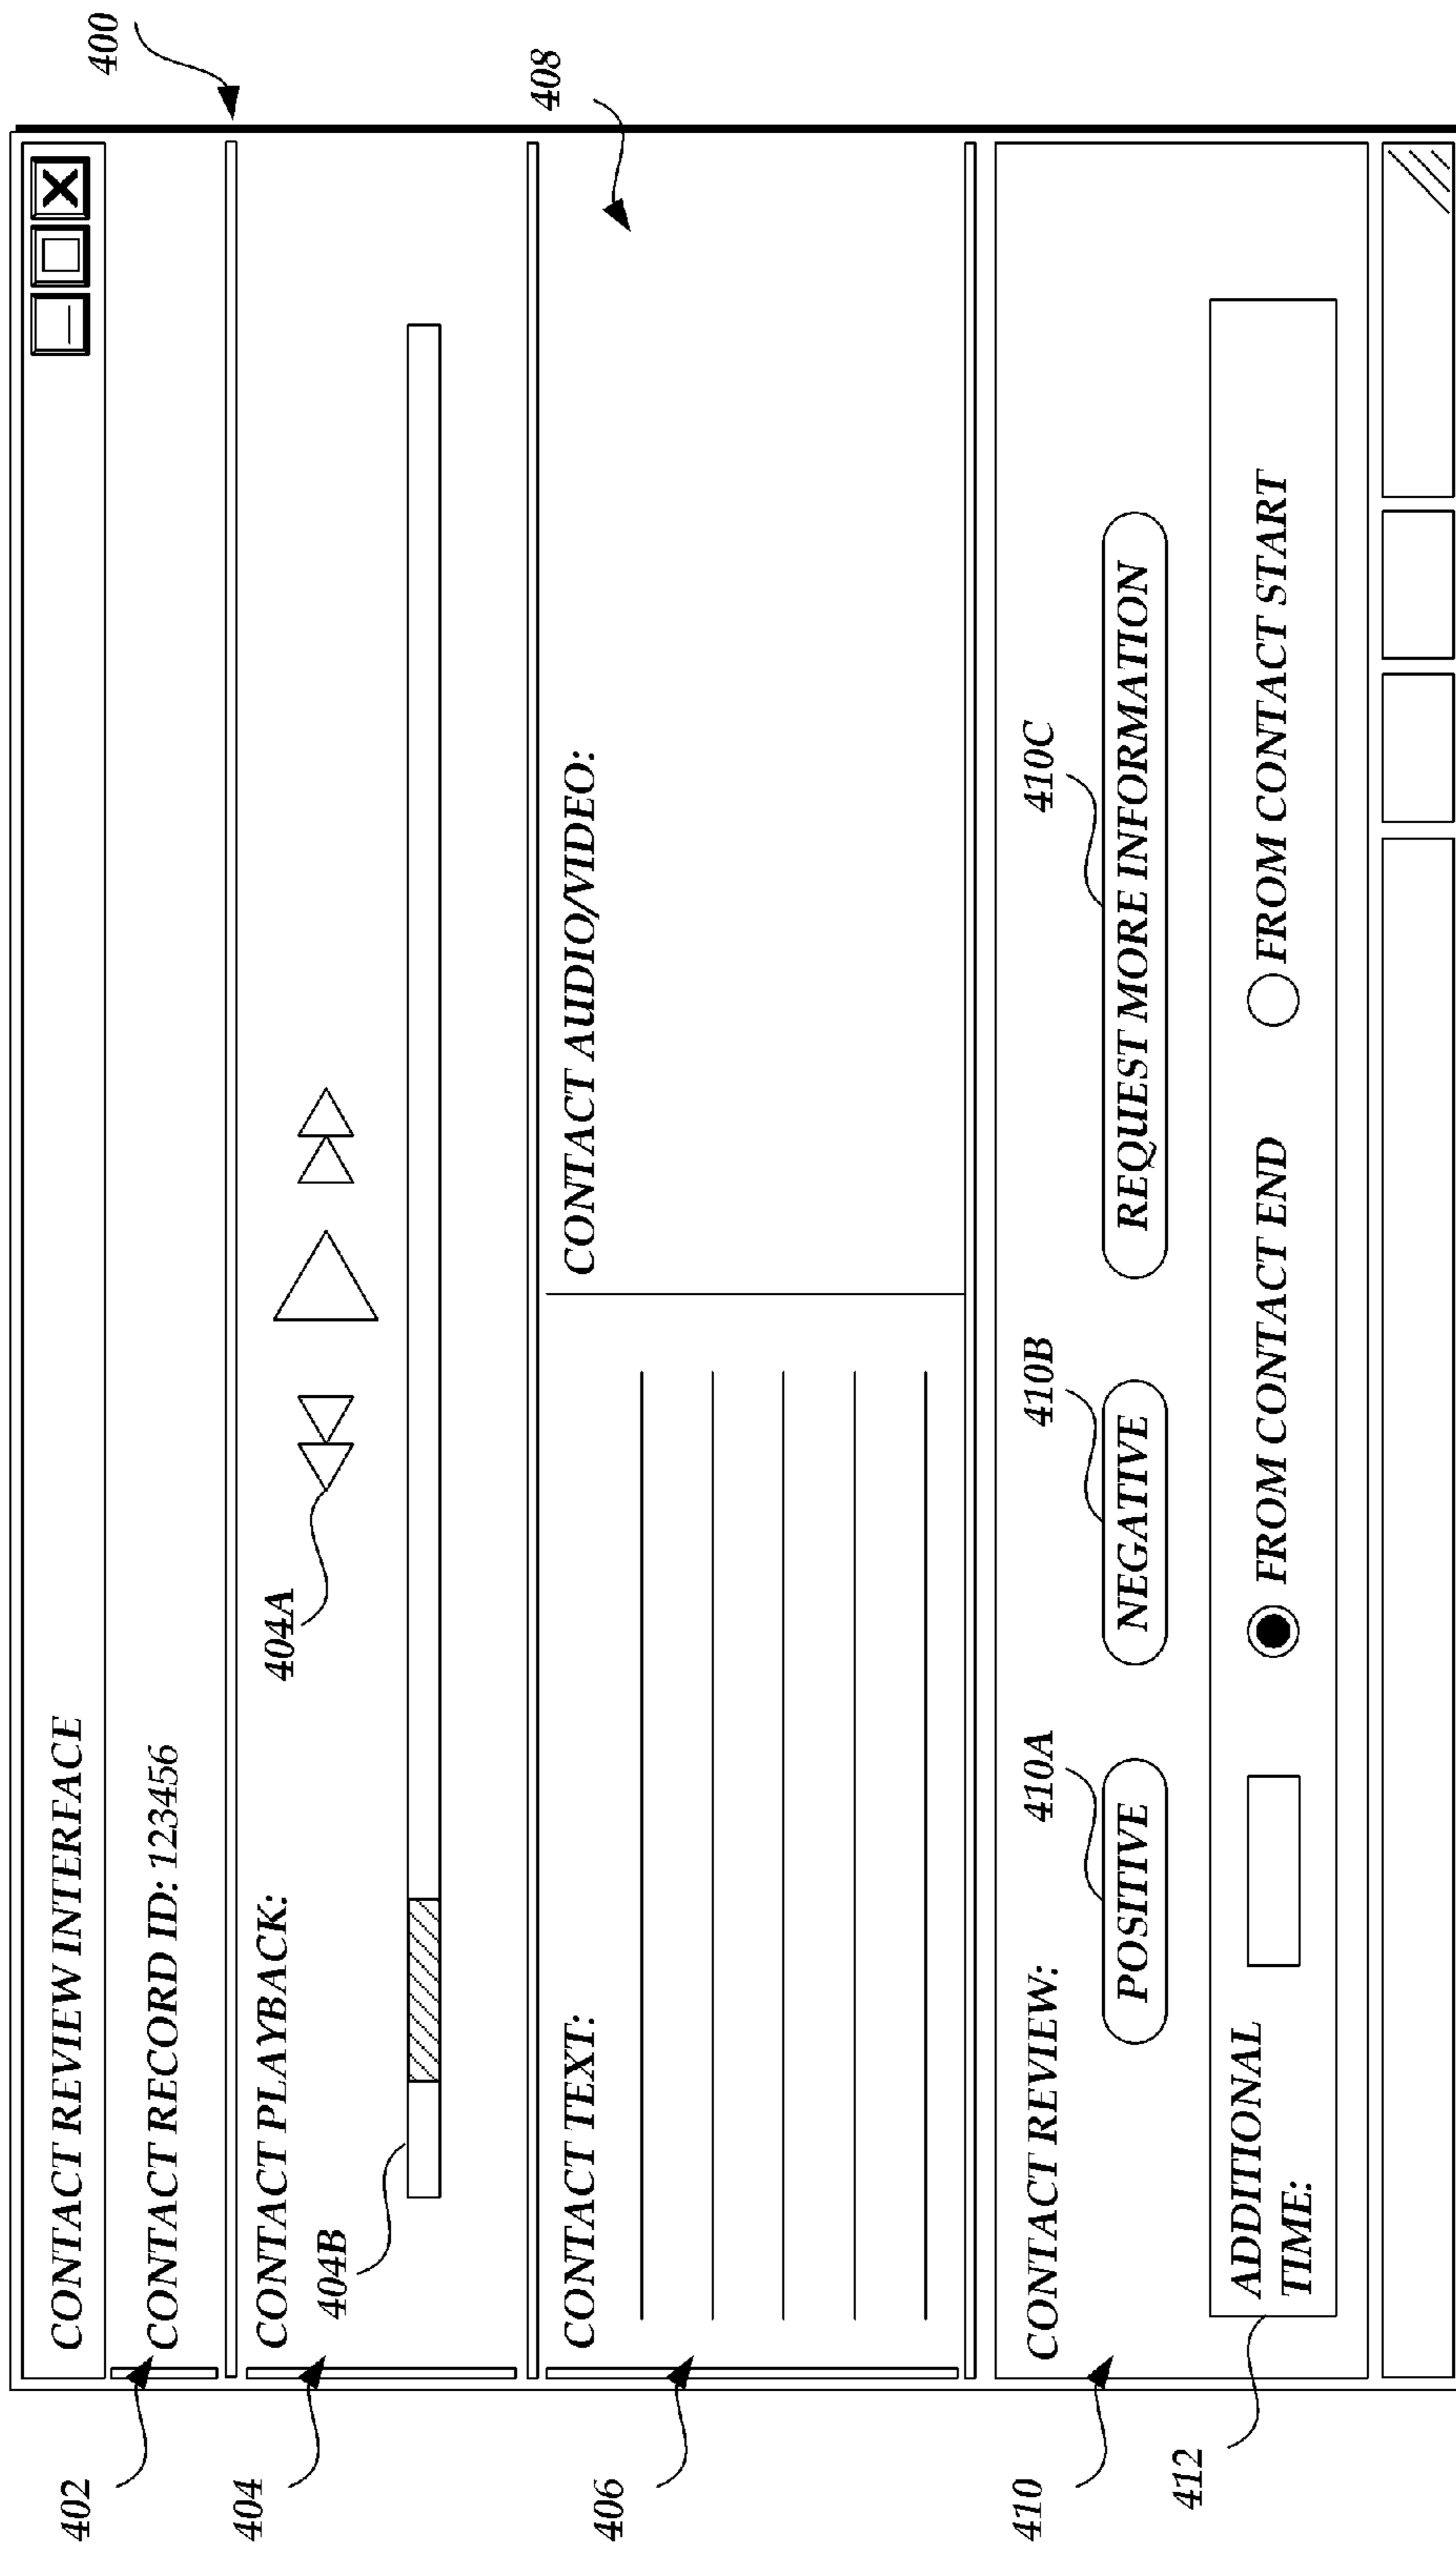 400
CONTACT REVIEW INTERFACE
402
CONTACT RECORD ID: 123456
404
CONTACT PLAYBACK:
404A
404B
408
406
CONTACT TEXT:
CONTACT AUDIO/VIDEO:
410
CONTACT REVIEW:
410A
410B
410C
POSITIVE
NEGATIVE
REQUEST MORE INFORMATION
412
ADDITIONAL
TIME:
FROM CONTACT END
FROM CONTACT START